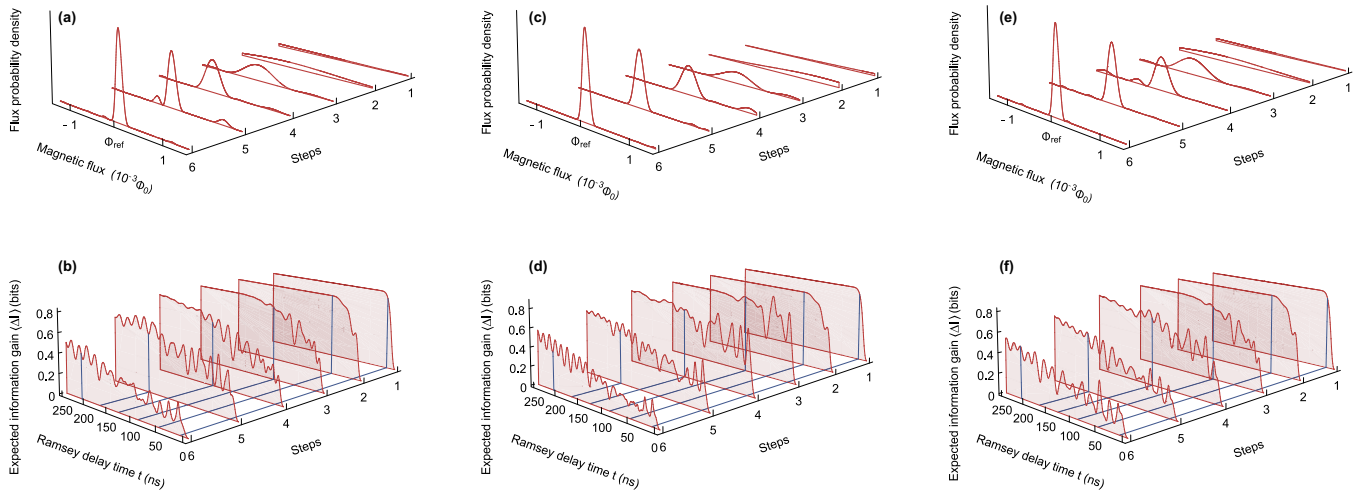 (a)
Flux probability density
- 1
Φref
1
Magnetic flux (10⁻³Φ₀)
6
5
4
3
2
1
Steps
(c)
Flux probability density
- 1
Φref
1
Magnetic flux (10⁻³Φ₀)
6
5
4
3
2
1
Steps
(e)
Flux probability density
- 1
Φref
1
Magnetic flux (10⁻³Φ₀)
6
5
4
3
2
1
Steps
(b)
Expected information gain ⟨ΔI⟩ (bits)
0.8
0.6
0.4
0.2
0
250
200
150
100
50
0
Ramsey delay time t (ns)
6
5
4
3
2
1
Steps
(d)
Expected information gain ⟨ΔI⟩ (bits)
0.8
0.6
0.4
0.2
0
250
200
150
100
50
0
Ramsey delay time t (ns)
6
5
4
3
2
1
Steps
(f)
Expected information gain ⟨ΔI⟩ (bits)
0.8
0.6
0.4
0.2
0
250
200
150
100
50
0
Ramsey delay time t (ns)
6
5
4
3
2
1
Steps